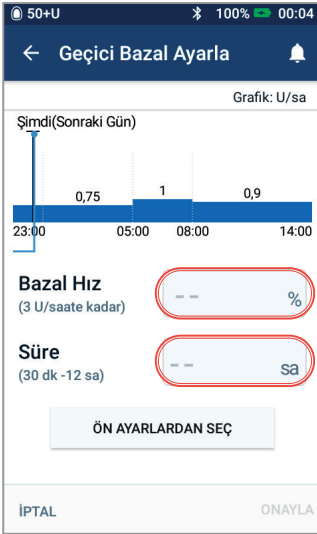 50+U 100% 00:04
Geçici Bazal Ayarla
Grafik: U/sa
Şimdi(Sonraki Gün)
0,75 1 0,9
23:00 05:00 08:00 14:00
Bazal Hız
(3 U/saate kadar)
-- %
Süre
(30 dk -12 sa)
-- sa
ÖN AYARLARDAN SEÇ
İPTAL ONAYLA